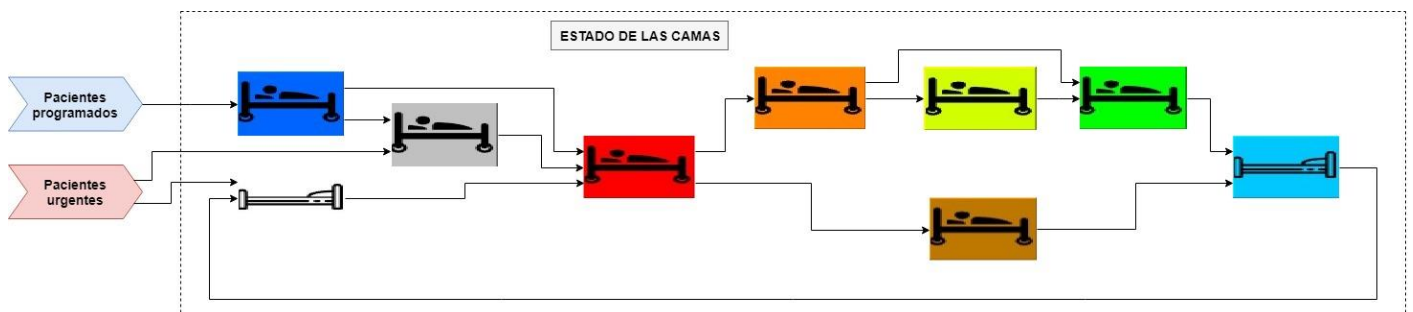 ESTADO DE LAS CAMAS
Pacientes
programados
Pacientes
urgentes